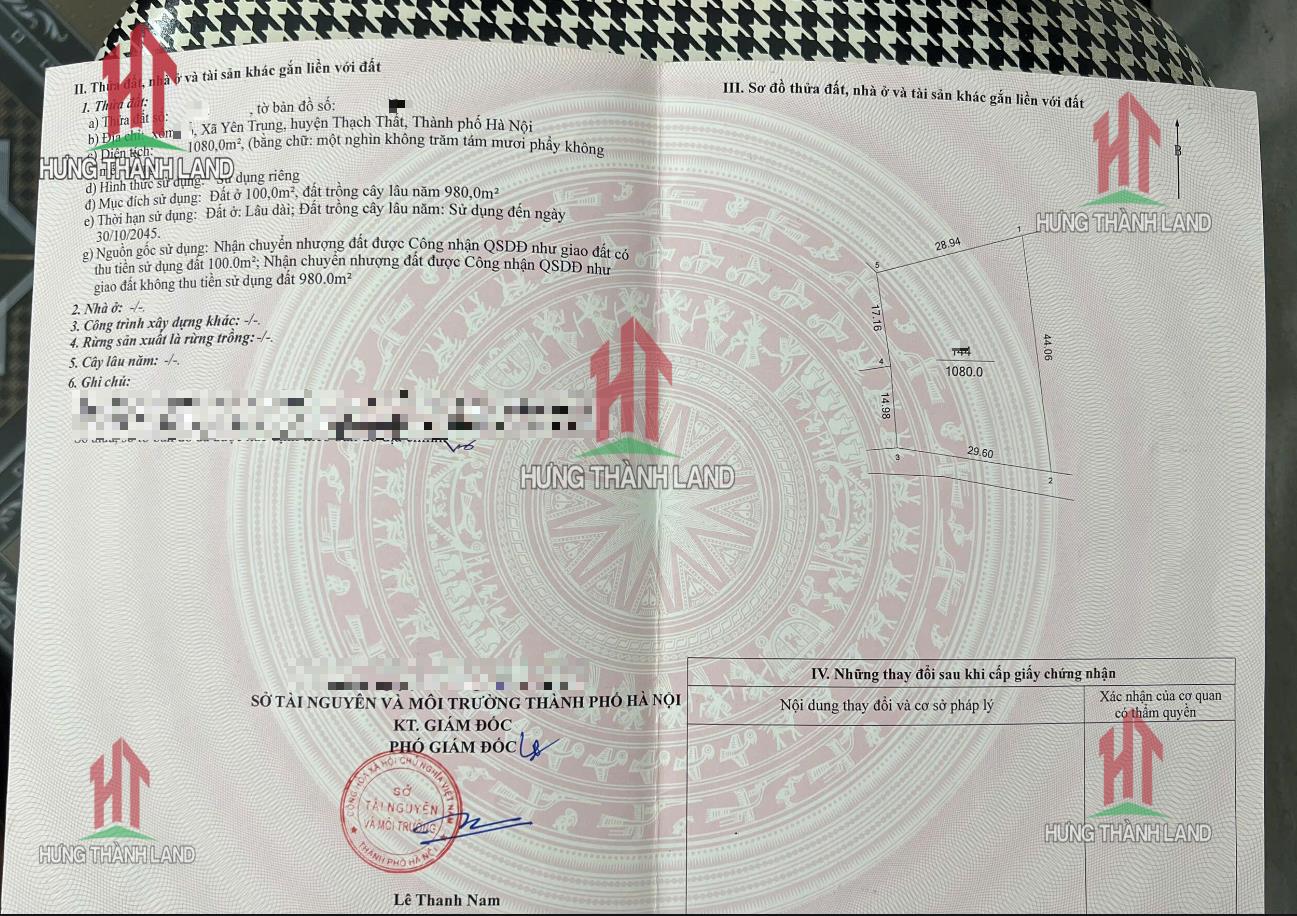 II. Thửa đất, nhà ở và tài sản khác gắn liền với đất
1. Thửa đất:
a) Thửa đất số: , tờ bản đồ số:
b) Địa chỉ: , Xã Yên Trung, huyện Thạch Thất, Thành phố Hà Nội
c) Diện tích: 1080,0m², (bằng chữ: một nghìn không trăm tám mươi phẩy không
d) Hình thức sử dụng: Sử dụng riêng
đ) Mục đích sử dụng: Đất ở 100,0m², đất trồng cây lâu năm 980,0m²
e) Thời hạn sử dụng: Đất ở: Lâu dài; Đất trồng cây lâu năm: Sử dụng đến ngày
30/10/2045.
g) Nguồn gốc sử dụng: Nhận chuyển nhượng đất được Công nhận QSDĐ như giao đất có
thu tiền sử dụng đất 100.0m²; Nhận chuyển nhượng đất được Công nhận QSDĐ như
giao đất không thu tiền sử dụng đất 980.0m²
2. Nhà ở: -/-.
3. Công trình xây dựng khác: -/-.
4. Rừng sản xuất là rừng trồng: -/-.
5. Cây lâu năm: -/-.
6. Ghi chú:
SỞ TÀI NGUYÊN VÀ MÔI TRƯỜNG THÀNH PHỐ HÀ NỘI
KT. GIÁM ĐỐC
PHÓ GIÁM ĐỐC
CỘNG HÒA XÃ HỘI CHỦ NGHĨA VIỆT NAM
SỞ
TÀI NGUYÊN
VÀ MÔI TRƯỜNG
THÀNH PHỐ HÀ NỘI
Lê Thanh Nam
III. Sơ đồ thửa đất, nhà ở và tài sản khác gắn liền với đất
B
1
28.94
5
17.16
44.06
4
1080.0
14.98
29.60
3
2
IV. Những thay đổi sau khi cấp giấy chứng nhận
Nội dung thay đổi và cơ sở pháp lý
Xác nhận của cơ quan
có thẩm quyền
HƯNG THÀNH LAND
HƯNG THÀNH LAND
HƯNG THÀNH LAND
HƯNG THÀNH LAND
HƯNG THÀNH LAND